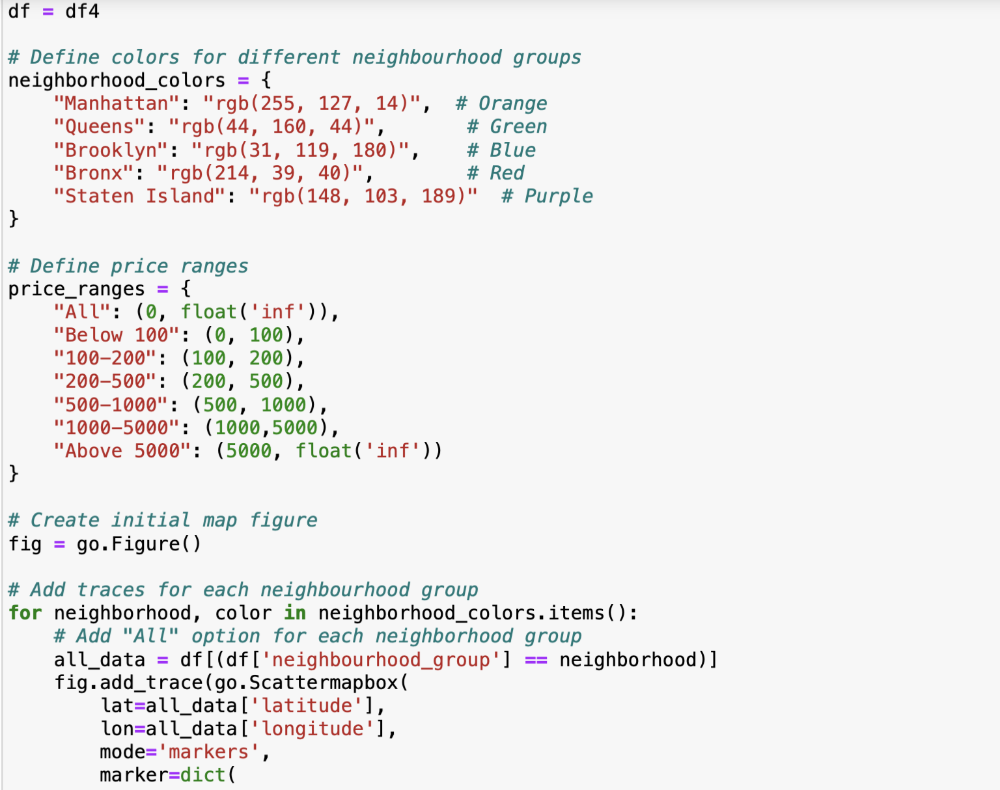 df = df4
# Define colors for different neighbourhood groups
neighborhood_colors = {
    "Manhattan": "rgb(255, 127, 14)",  # Orange
    "Queens": "rgb(44, 160, 44)",       # Green
    "Brooklyn": "rgb(31, 119, 180)",    # Blue
    "Bronx": "rgb(214, 39, 40)",        # Red
    "Staten Island": "rgb(148, 103, 189)"  # Purple
}
# Define price ranges
price_ranges = {
    "All": (0, float('inf')),
    "Below 100": (0, 100),
    "100-200": (100, 200),
    "200-500": (200, 500),
    "500-1000": (500, 1000),
    "1000-5000": (1000,5000),
    "Above 5000": (5000, float('inf'))
}
# Create initial map figure
fig = go.Figure()
# Add traces for each neighbourhood group
for neighborhood, color in neighborhood_colors.items():
    # Add "All" option for each neighborhood group
    all_data = df[(df['neighbourhood_group'] == neighborhood)]
    fig.add_trace(go.Scattermapbox(
        lat=all_data['latitude'],
        lon=all_data['longitude'],
        mode='markers',
        marker=dict(